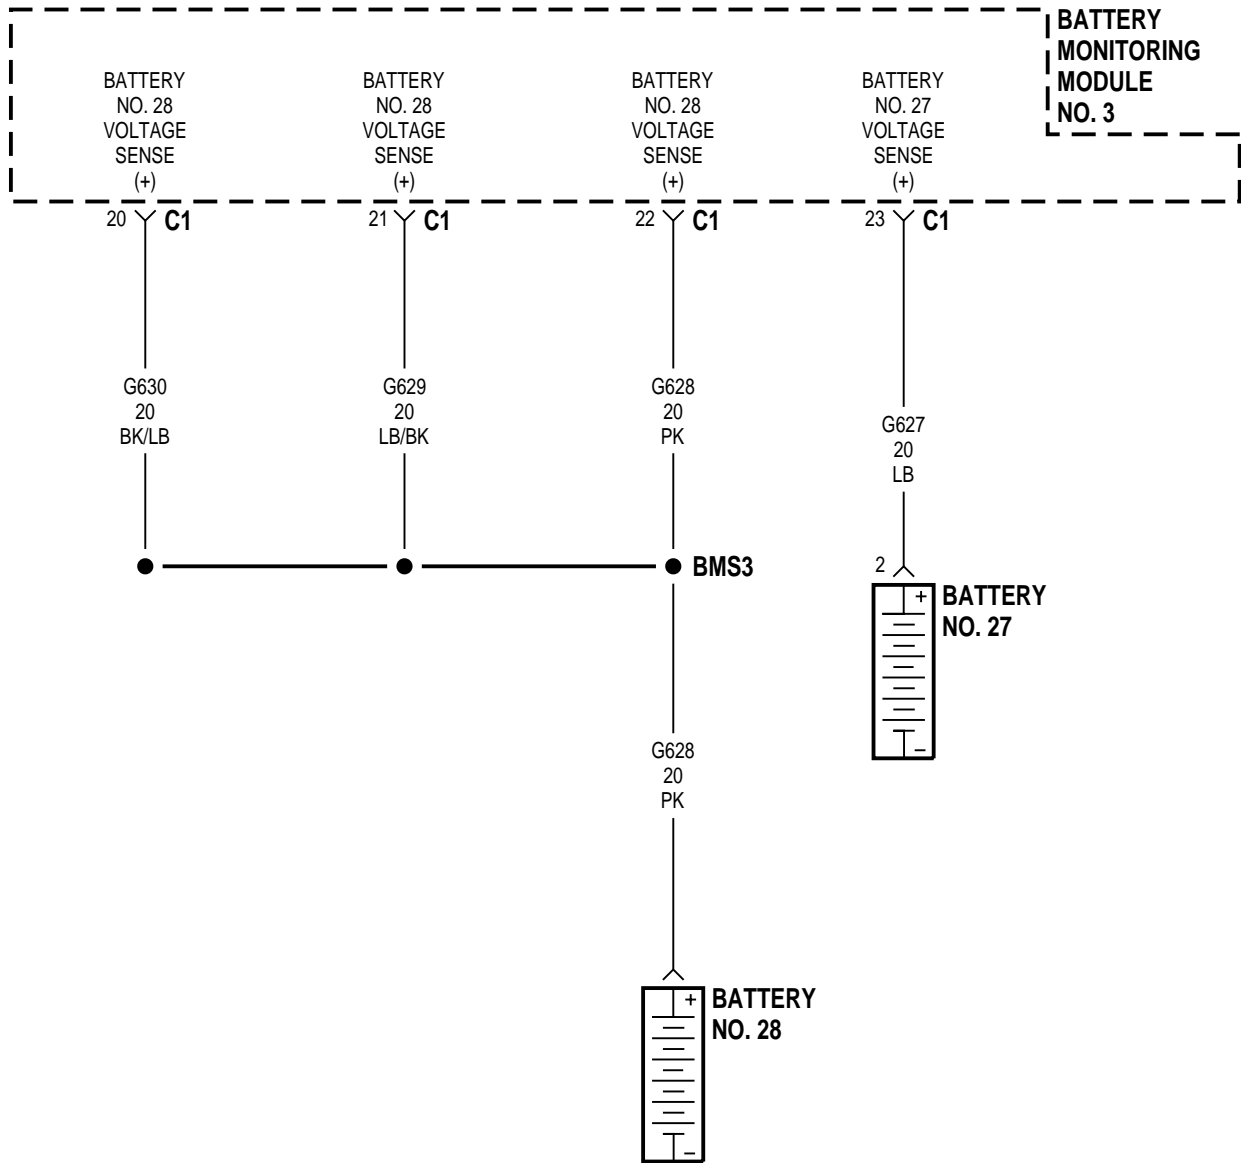 BATTERY
MONITORING
MODULE
NO. 3
BATTERY
NO. 28
VOLTAGE
SENSE
(+)
BATTERY
NO. 28
VOLTAGE
SENSE
(+)
BATTERY
NO. 28
VOLTAGE
SENSE
(+)
BATTERY
NO. 27
VOLTAGE
SENSE
(+)
20 C1
21 C1
22 C1
23 C1
G630
20
BK/LB
G629
20
LB/BK
G628
20
PK
G627
20
LB
BMS3
2
+
BATTERY
NO. 27
–
G628
20
PK
+
BATTERY
NO. 28
–